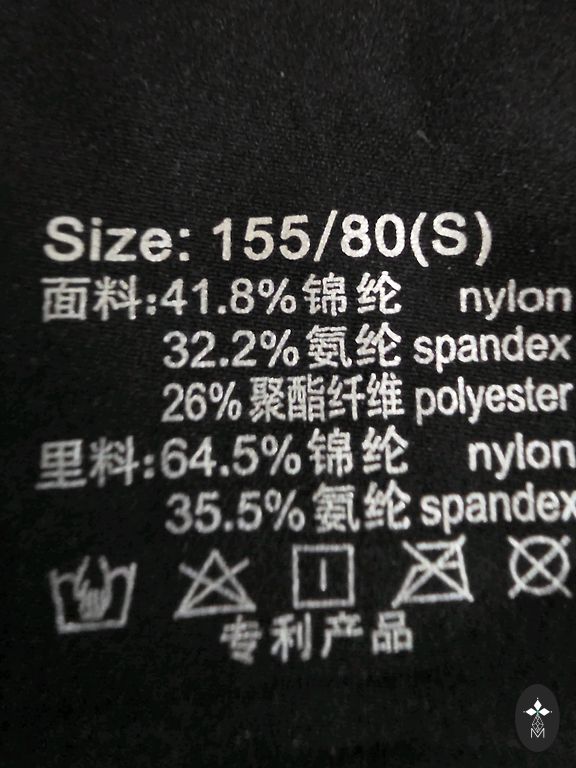 Size: 155/80(S)
面料:41.8%锦纶 nylon
32.2%氨纶 spandex
26%聚酯纤维 polyester
里料:64.5%锦纶 nylon
35.5%氨纶 spandex
专利产品
M